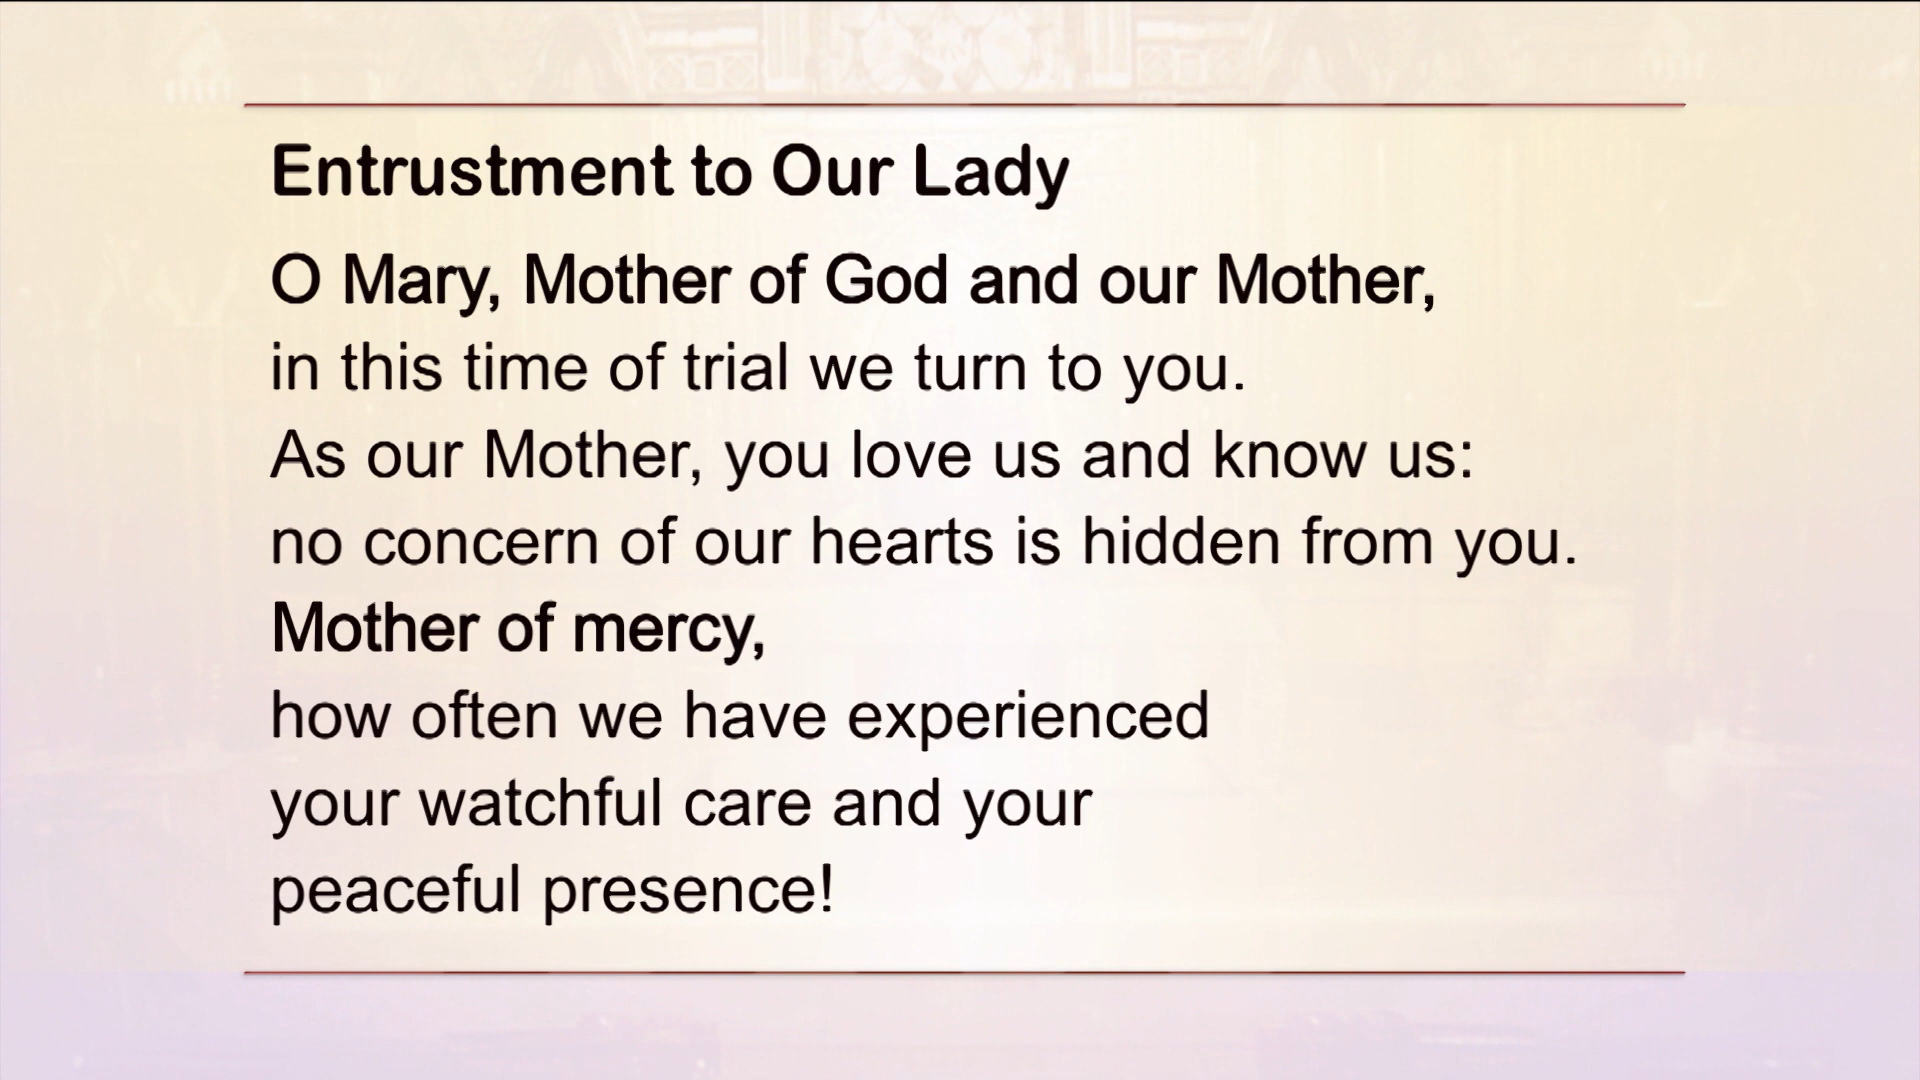 Entrustment to Our Lady
O Mary, Mother of God and our Mother,
in this time of trial we turn to you.
As our Mother, you love us and know us:
no concern of our hearts is hidden from you.
Mother of mercy,
how often we have experienced
your watchful care and your
peaceful presence!